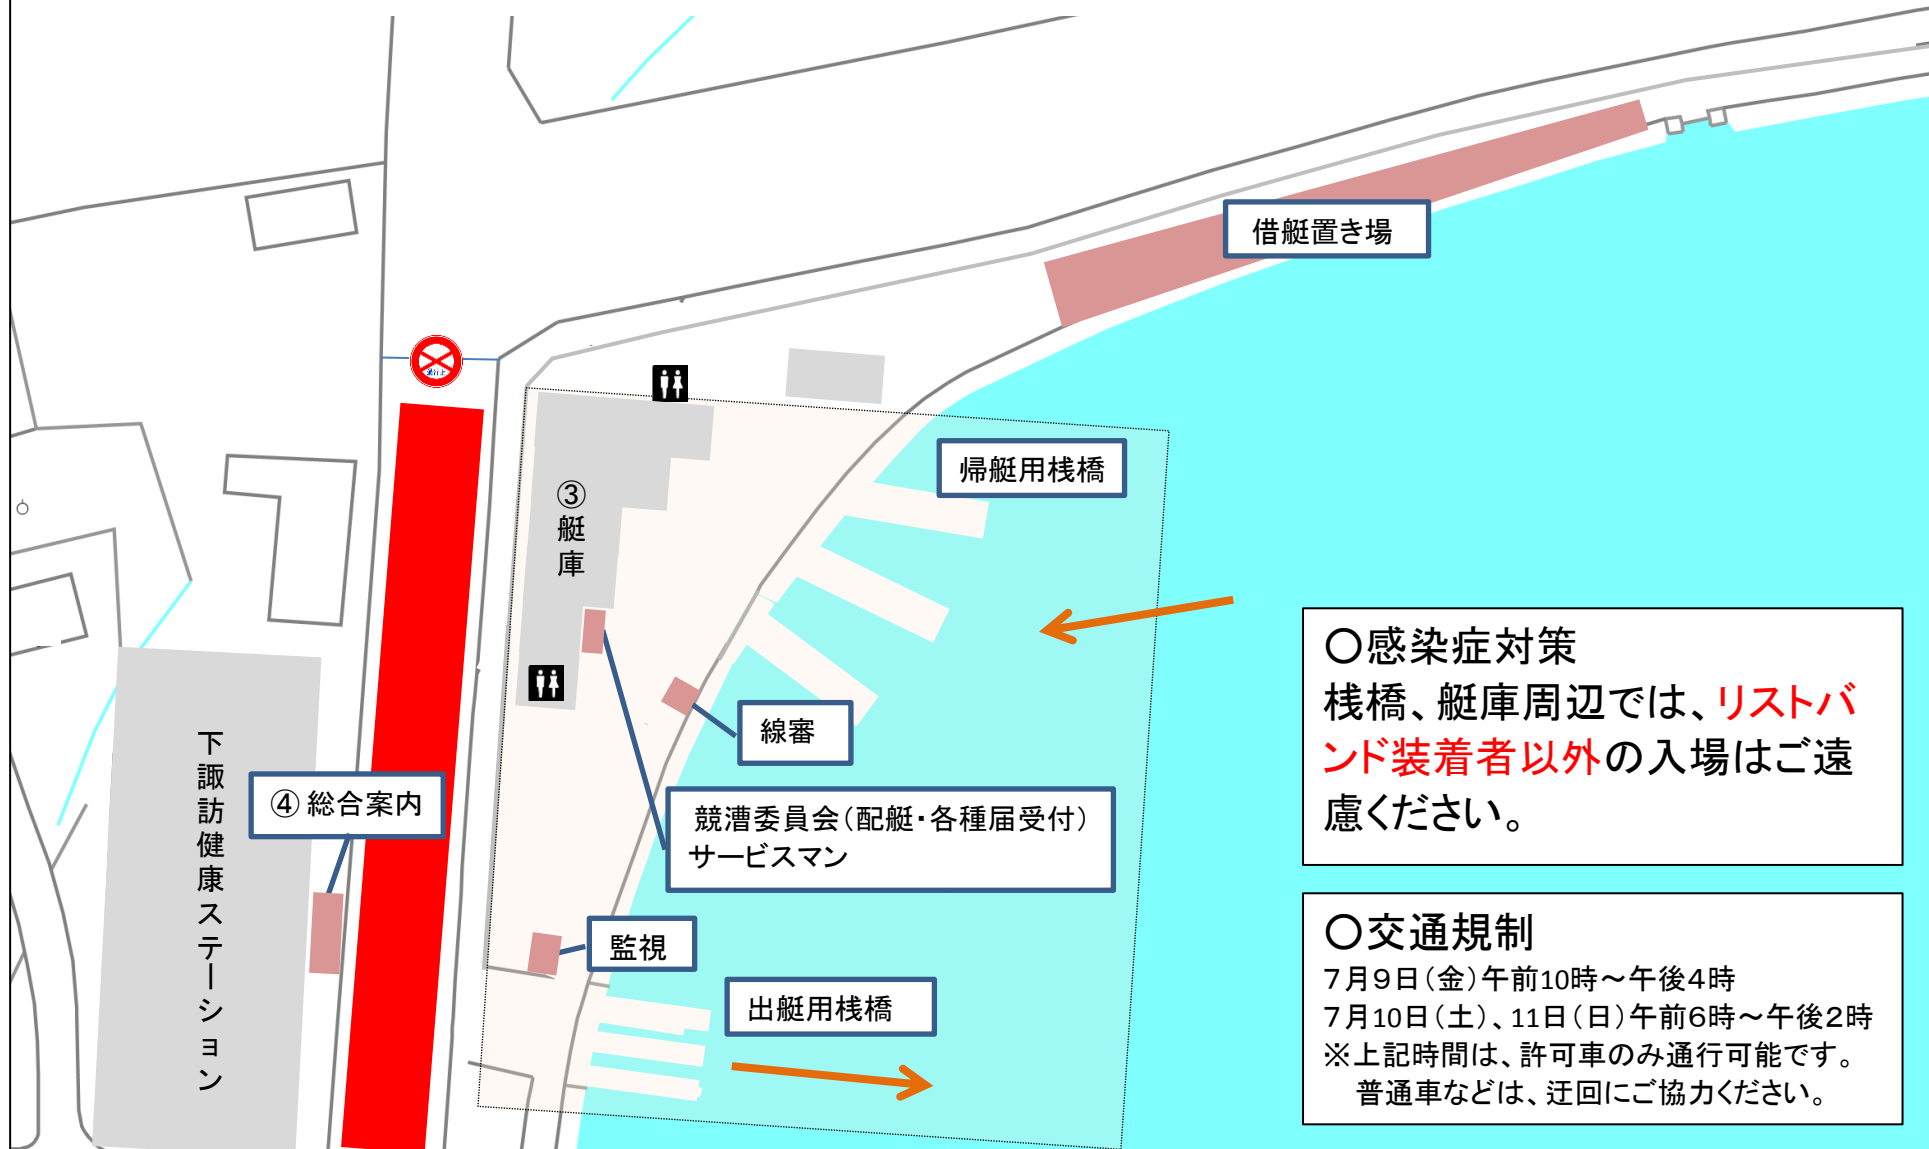 借艇置き場
帰艇用桟橋
③艇庫
線審
下諏訪健康ステーション
④ 総合案内
競漕委員会(配艇・各種届受付)
サービスマン
監視
出艇用桟橋
〇感染症対策
桟橋、艇庫周辺では、リストバ
ンド装着者以外の入場はご遠
慮ください。
〇交通規制
7月9日(金)午前10時~午後4時
7月10日(土)、11日(日)午前6時~午後2時
※上記時間は、許可車のみ通行可能です。
普通車などは、迂回にご協力ください。